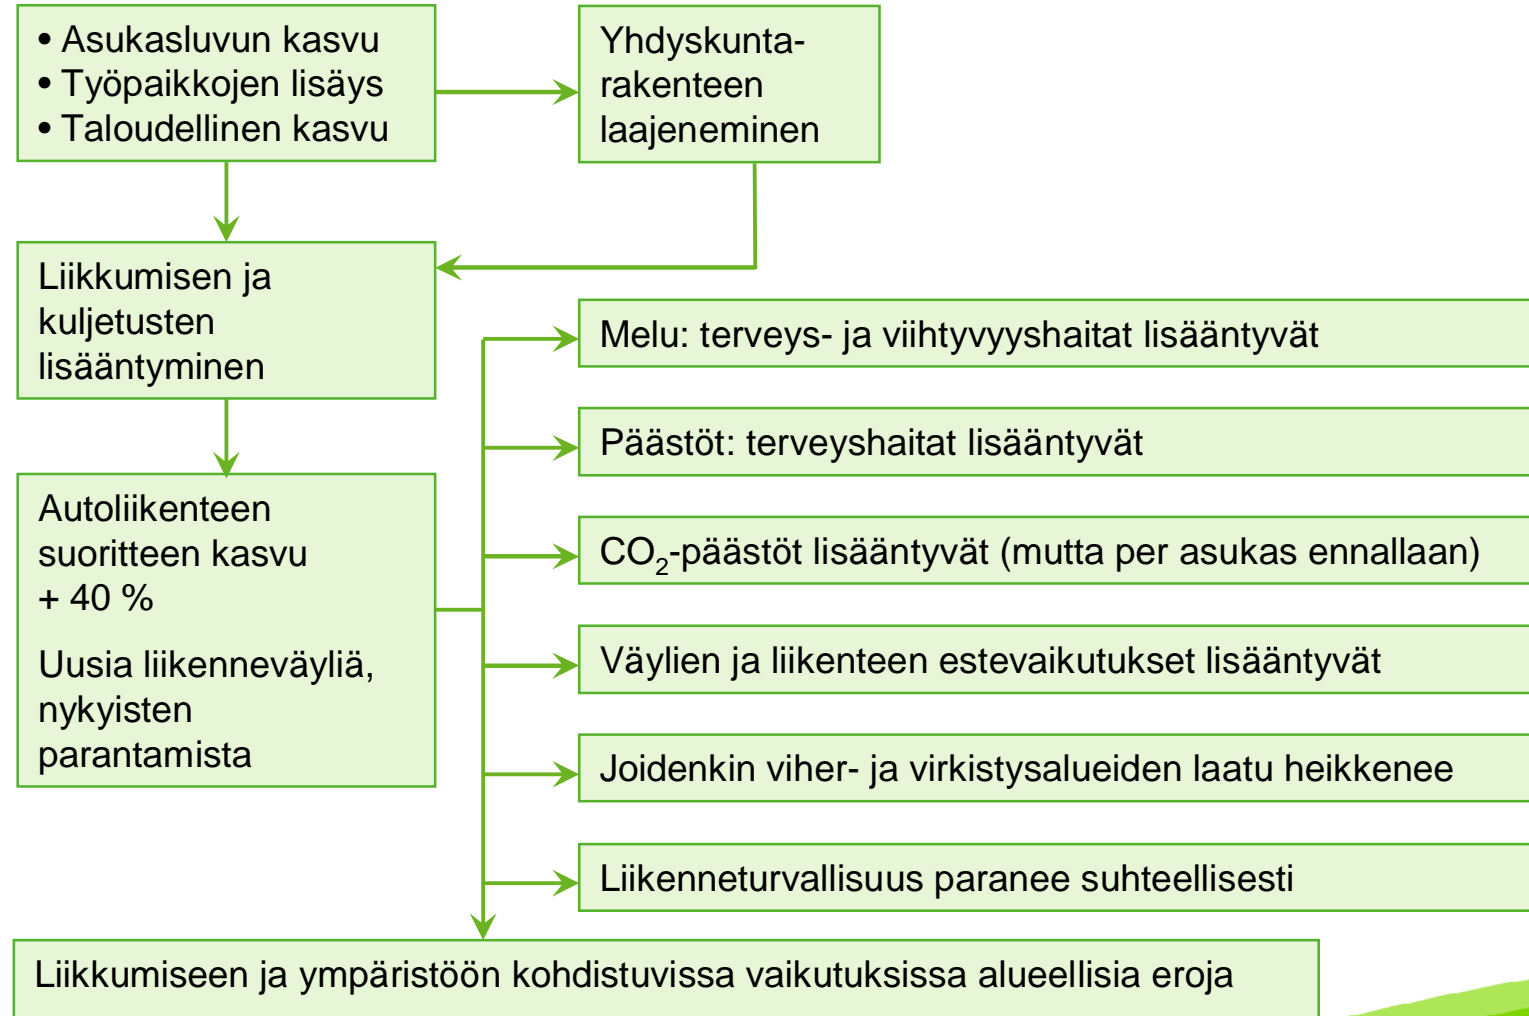 • Asukasluvun kasvu
• Työpaikkojen lisäys
• Taloudellinen kasvu
Yhdyskunta-
rakenteen
laajeneminen
Liikkumisen ja
kuljetusten
lisääntyminen
Autoliikenteen
suoritteen kasvu
+ 40 %
Uusia liikenneväyliä,
nykyisten
parantamista
Melu: terveys- ja viihtyvyyshaitat lisääntyvät
Päästöt: terveyshaitat lisääntyvät
CO₂-päästöt lisääntyvät (mutta per asukas ennallaan)
Väylien ja liikenteen estevaikutukset lisääntyvät
Joidenkin viher- ja virkistysalueiden laatu heikkenee
Liikenneturvallisuus paranee suhteellisesti
Liikkumiseen ja ympäristöön kohdistuvissa vaikutuksissa alueellisia eroja